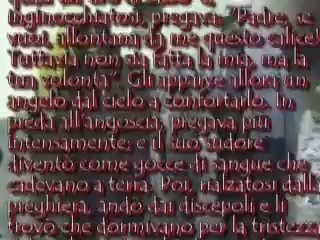 inginocchiatosi, pregava: "Padre, se
vuoi, allontana da me questo calice!
Tuttavia non sia fatta la mia, ma la
tua volontà". Gli apparve allora un
angelo dal cielo a confortarlo. In
preda all'angoscia, pregava più
intensamente; e il suo sudore
diventò come gocce di sangue che
cadevano a terra. Poi, rialzatosi dalla
preghiera, andò dai discepoli e li
trovò che dormivano per la tristezza